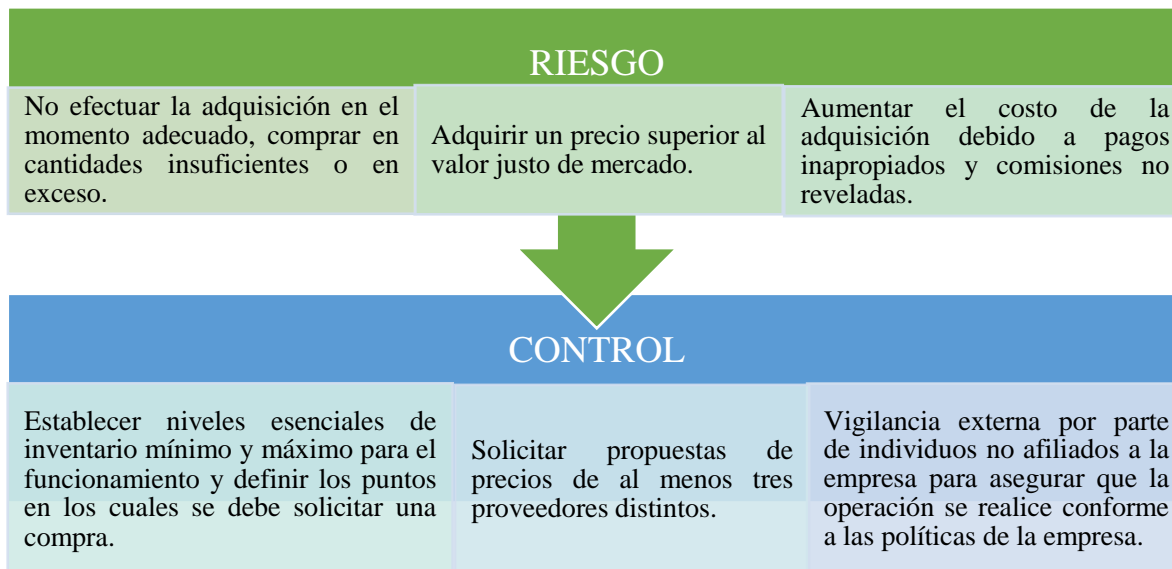 RIESGO
No efectuar la adquisición en el
momento adecuado, comprar en
cantidades insuficientes o en
exceso.
Adquirir un precio superior al
valor justo de mercado.
Aumentar el costo de la
adquisición debido a pagos
inapropiados y comisiones no
reveladas.
CONTROL
Establecer niveles esenciales de
inventario mínimo y máximo para el
funcionamiento y definir los puntos
en los cuales se debe solicitar una
compra.
Solicitar propuestas de
precios de al menos tres
proveedores distintos.
Vigilancia externa por parte
de individuos no afiliados a la
empresa para asegurar que la
operación se realice conforme
a las políticas de la empresa.